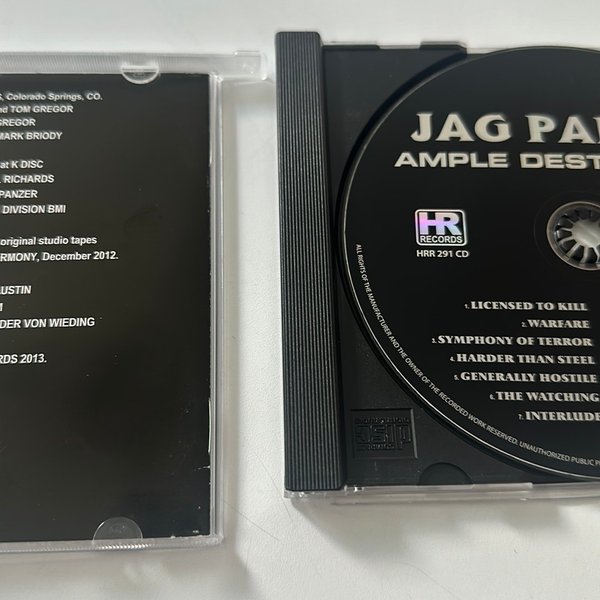 S, Colorado Springs, CO.
nd TOM GREGOR
GREGOR
MARK BRIODY
at K DISC
. RICHARDS
PANZER
DIVISION BMI
original studio tapes
RMONY, December 2012.
USTIN
M
DER VON WIEDING
RDS 2013.
JAG PAN
AMPLE DEST
HR
RECORDS
HRR 291 CD
1. LICENSED TO KILL
2. WARFARE
3. SYMPHONY OF TERROR
4. HARDER THAN STEEL
5. GENERALLY HOSTILE
6. THE WATCHING
7. INTERLUDE
ALL RIGHTS OF THE MANUFACTURER AND THE OWNER OF THE RECORDED WORK RESERVED. UNAUTHORIZED PUBLIC P